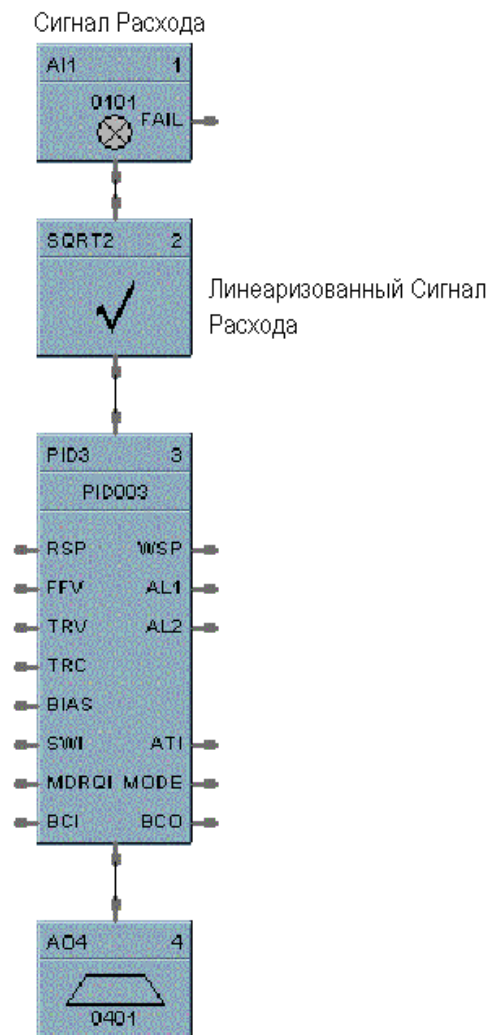 Сигнал Расхода
AI1 1
0101
FAIL
SQRT2 2
Линеаризованный Сигнал
Расхода
PID3 3
PID003
RSP WSP
FFV AL1
TRV AL2
TRC
BIAS
SWI ATI
MDRQI MODE
BCI BCO
AO4 4
0401